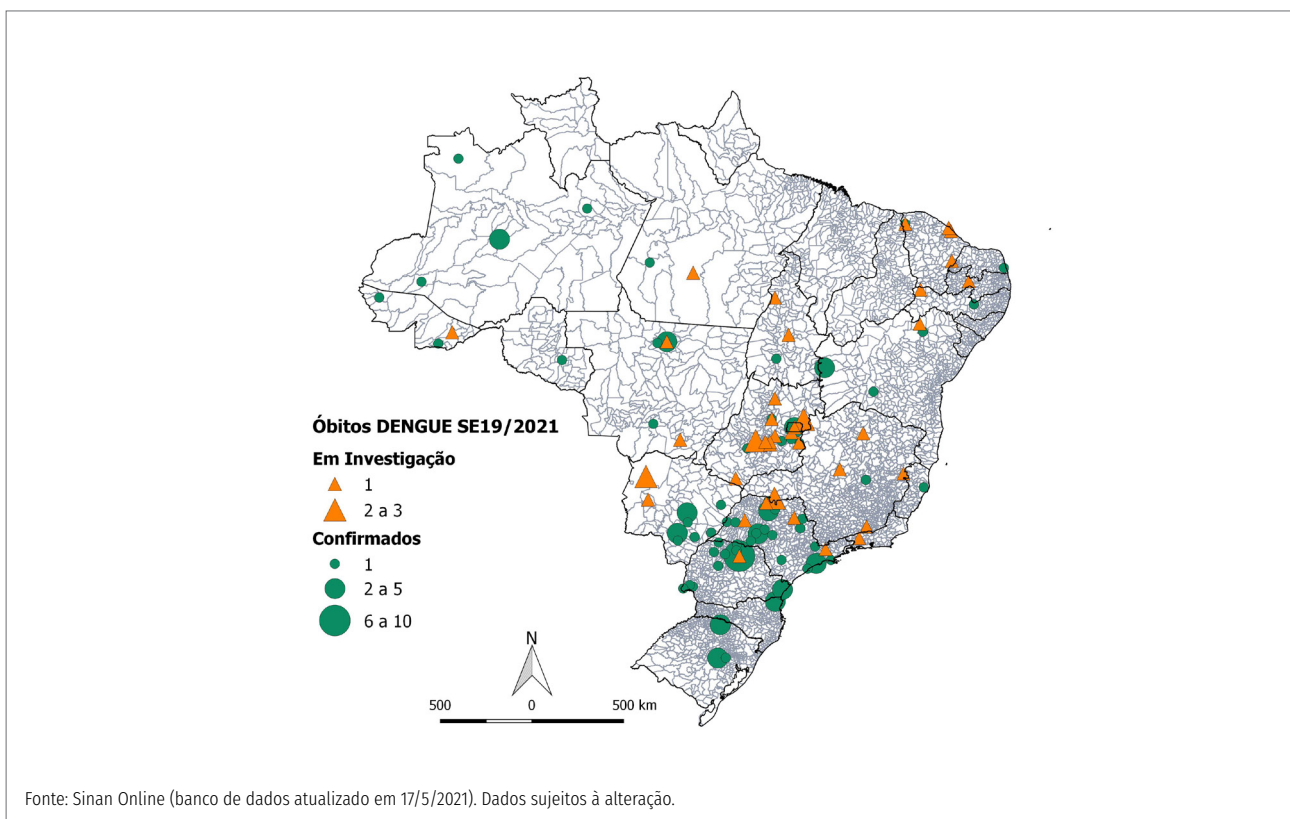 Óbitos DENGUE SE19/2021
Em Investigação
1
2 a 3
Confirmados
1
2 a 5
6 a 10
N
500 0 500 km
Fonte: Sinan Online (banco de dados atualizado em 17/5/2021). Dados sujeitos à alteração.